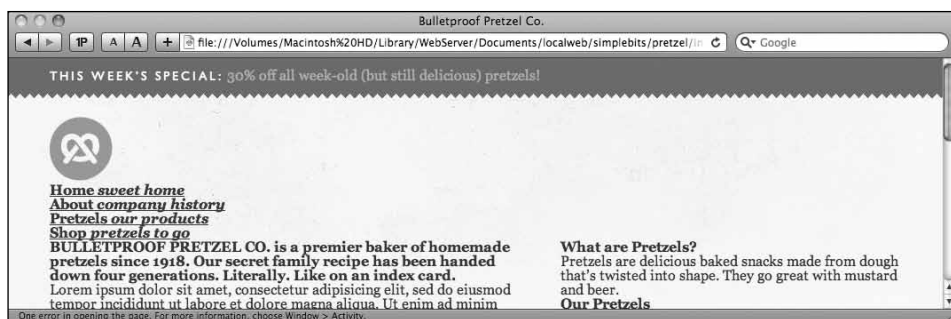 Bulletproof Pretzel Co.
1P A A + file:///Volumes/Macintosh%20HD/Library/WebServer/Documents/localweb/simplebits/pretzel/in Google
THIS WEEK'S SPECIAL: 30% off all week-old (but still delicious) pretzels!
Home sweet home
About company history
Pretzels our products
Shop pretzels to go
BULLETPROOF PRETZEL CO. is a premier baker of homemade
pretzels since 1918. Our secret family recipe has been handed
down four generations. Literally. Like on an index card.
Lorem ipsum dolor sit amet, consectetur adipisicing elit, sed do eiusmod
tempor incididunt ut labore et dolore magna aliqua. Ut enim ad minim
What are Pretzels?
Pretzels are delicious baked snacks made from dough
that's twisted into shape. They go great with mustard
and beer.
Our Pretzels
One error in opening the page. For more information, choose Window > Activity.